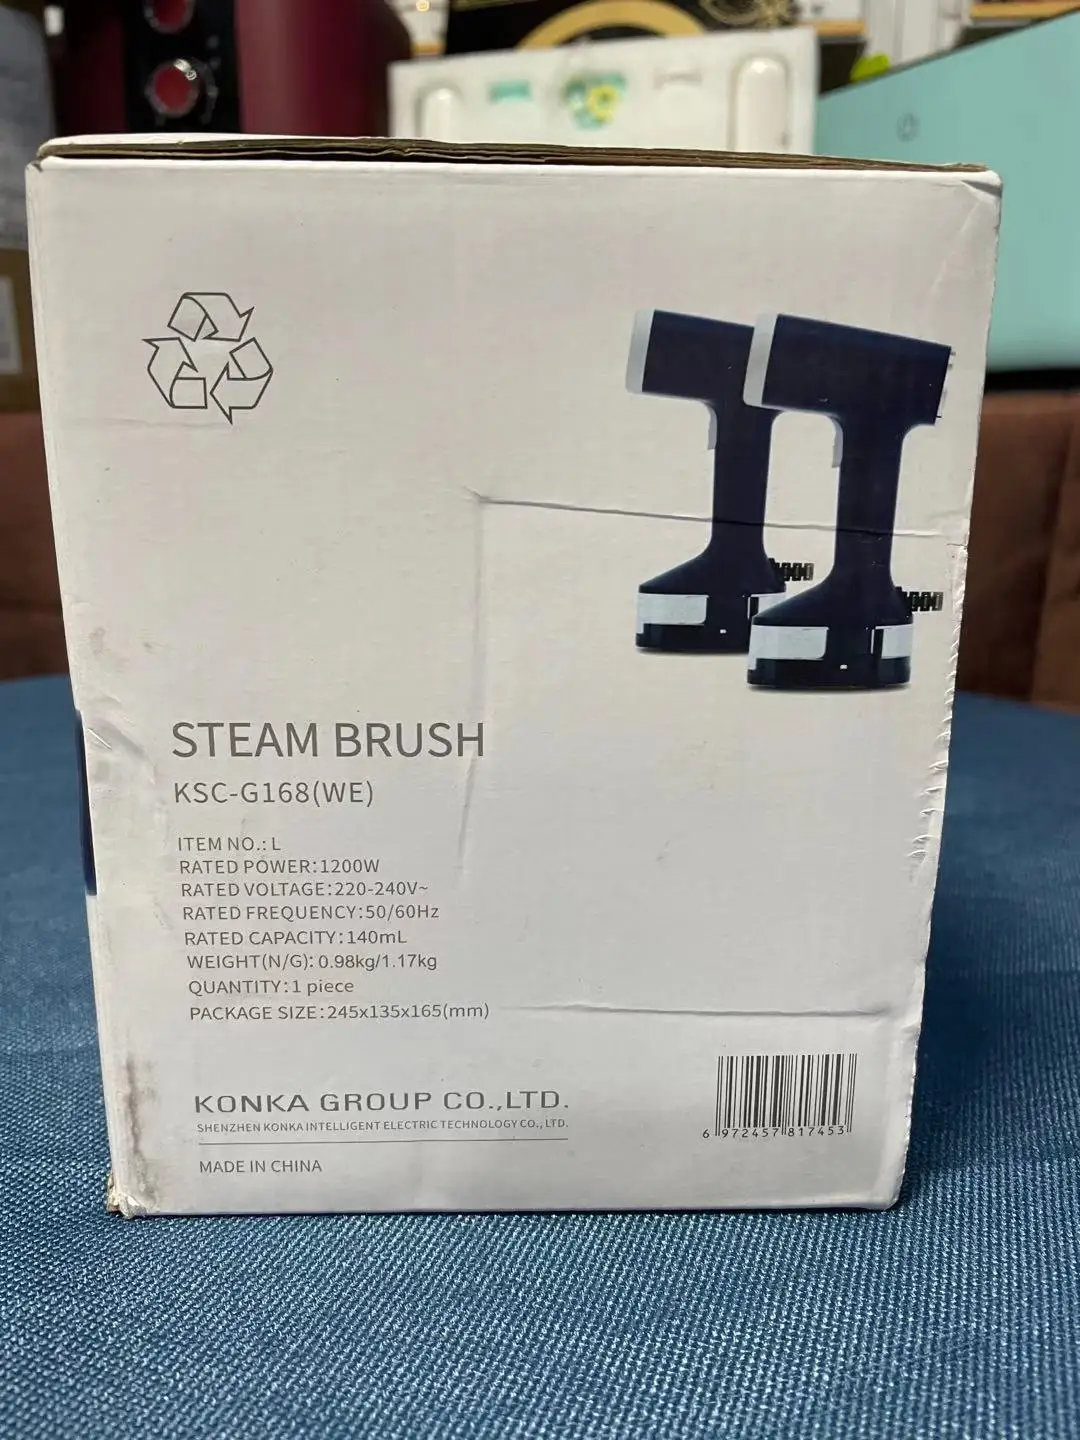 STEAM BRUSH
KSC-G168(WE)
ITEM NO.: L
RATED POWER:1200W
RATED VOLTAGE:220-240V~
RATED FREQUENCY:50/60Hz
RATED CAPACITY:140mL
WEIGHT(N/G): 0.98kg/1.17kg
QUANTITY:1 piece
PACKAGE SIZE:245x135x165(mm)
KONKA GROUP CO.,LTD.
SHENZHEN KONKA INTELLIGENT ELECTRIC TECHNOLOGY CO., LTD.
MADE IN CHINA
6 972457 817453